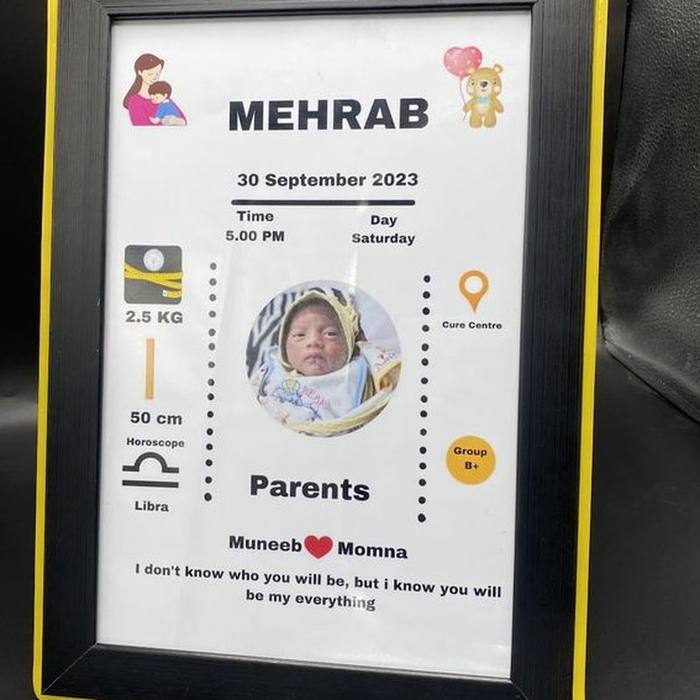 MEHRAB
30 September 2023
Time
5.00 PM
Day
Saturday
2.5 KG
50 cm
Horoscope
Libra
Cure Centre
Group
B+
Parents
Muneeb Momna
I don't know who you will be, but i know you will
be my everything